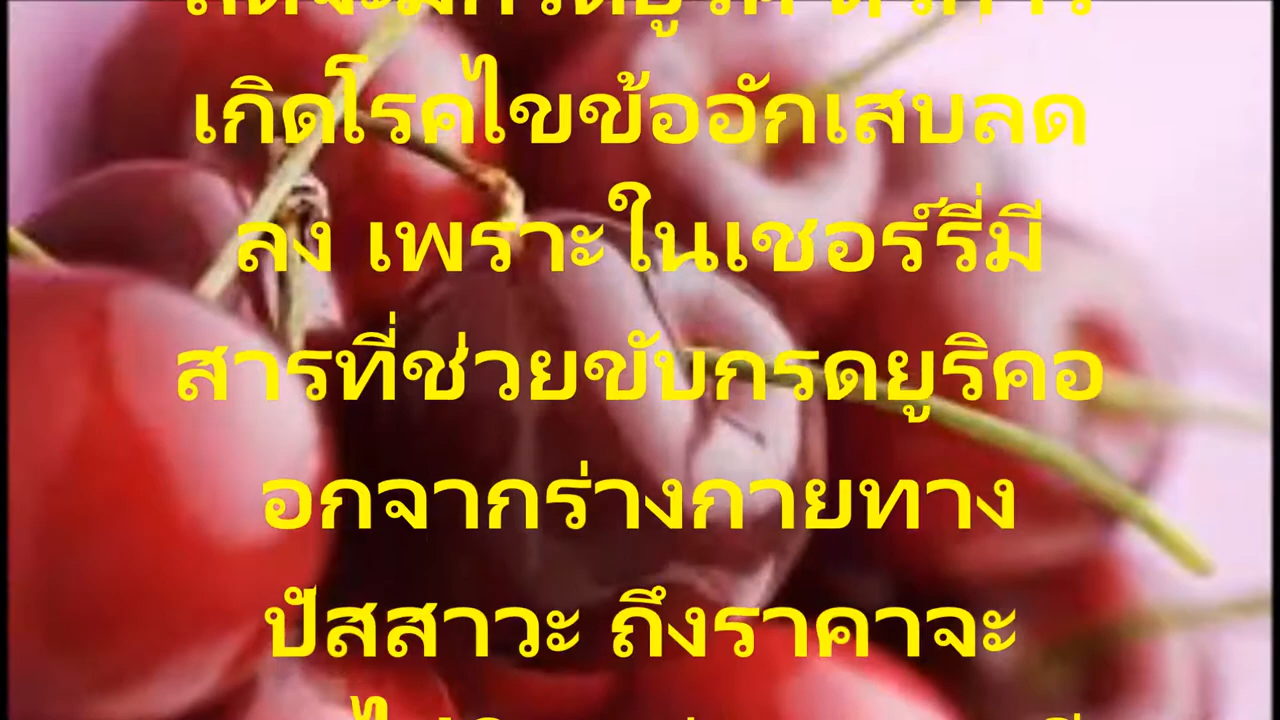 เกิดโรคไขข้ออักเสบลด
ลง เพราะในเชอร์รี่มี
สารที่ช่วยขับกรดยูริคอ
อกจากร่างกายทาง
ปัสสาวะ ถึงราคาจะ